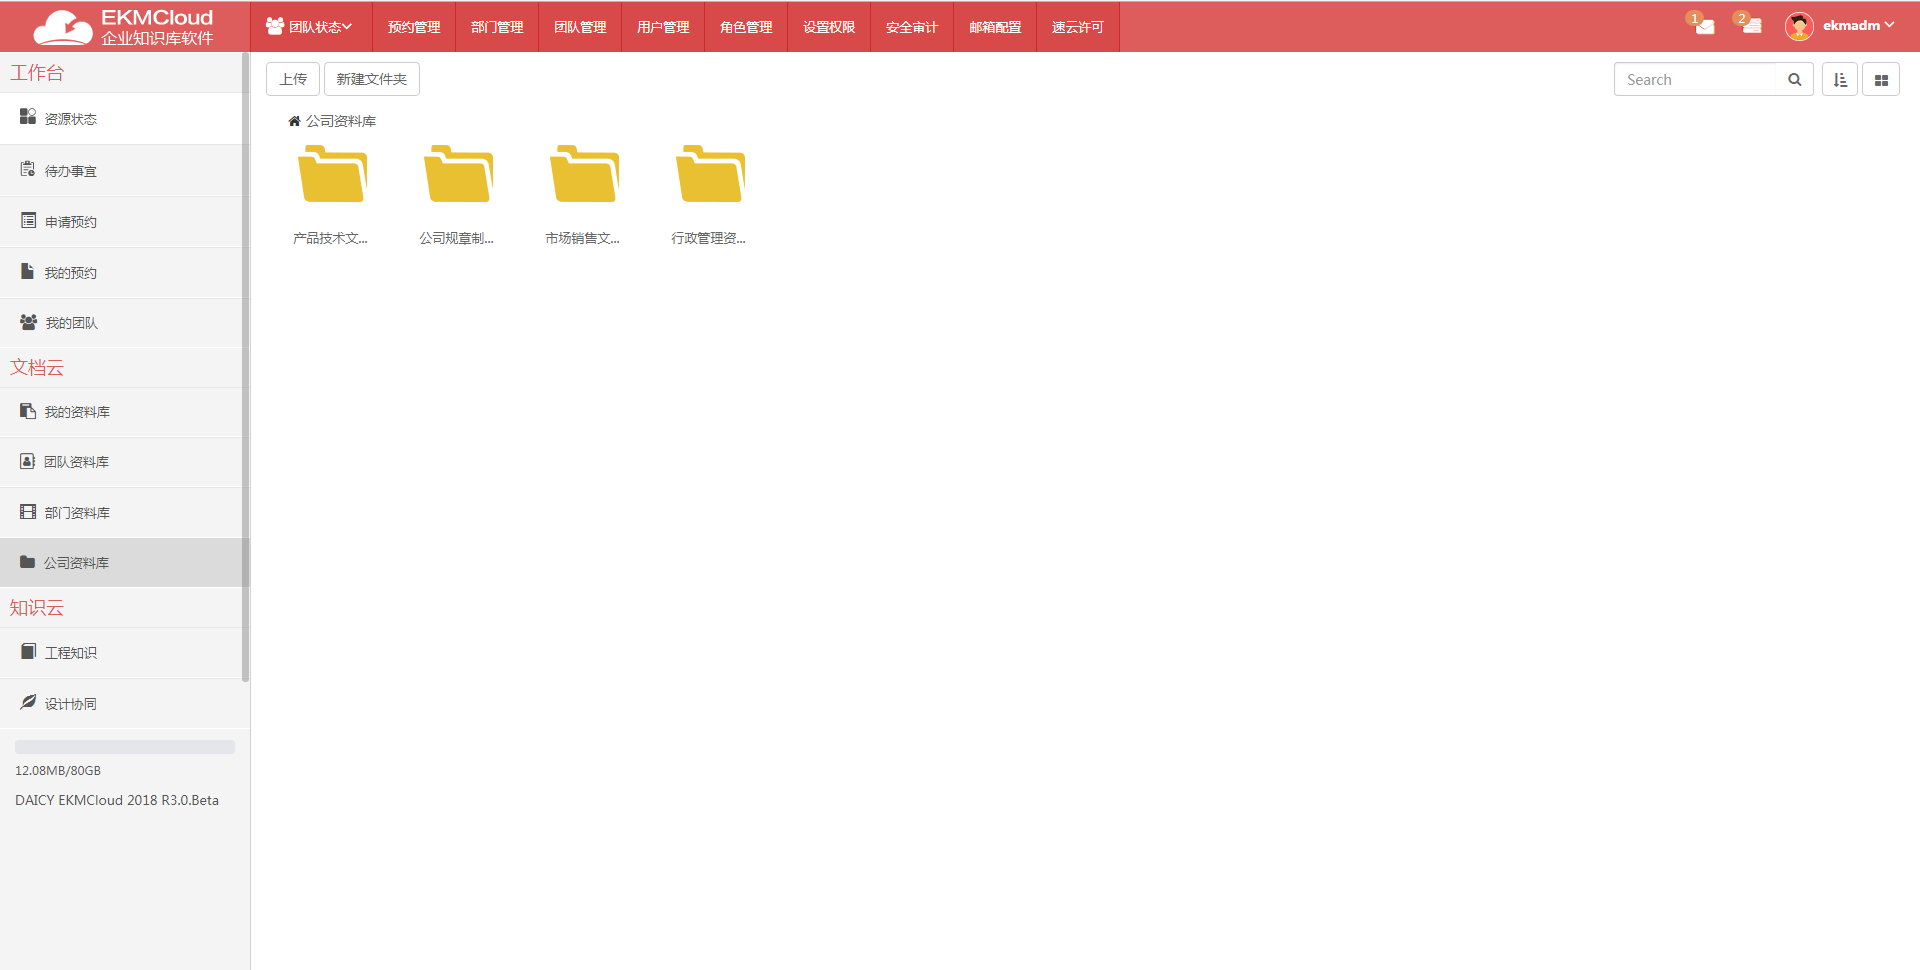 EKMCloud
企业知识库软件
团队状态
预约管理
部门管理
团队管理
用户管理
角色管理
设置权限
安全审计
邮箱配置
速云许可
1
2
ekmadm
工作台
资源状态
待办事宜
申请预约
我的预约
我的团队
文档云
我的资料库
团队资料库
部门资料库
公司资料库
知识云
工程知识
设计协同
12.08MB/80GB
DAICY EKMCloud 2018 R3.0.Beta
上传
新建文件夹
Search
公司资料库
产品技术文...
公司规章制...
市场销售文...
行政管理资...